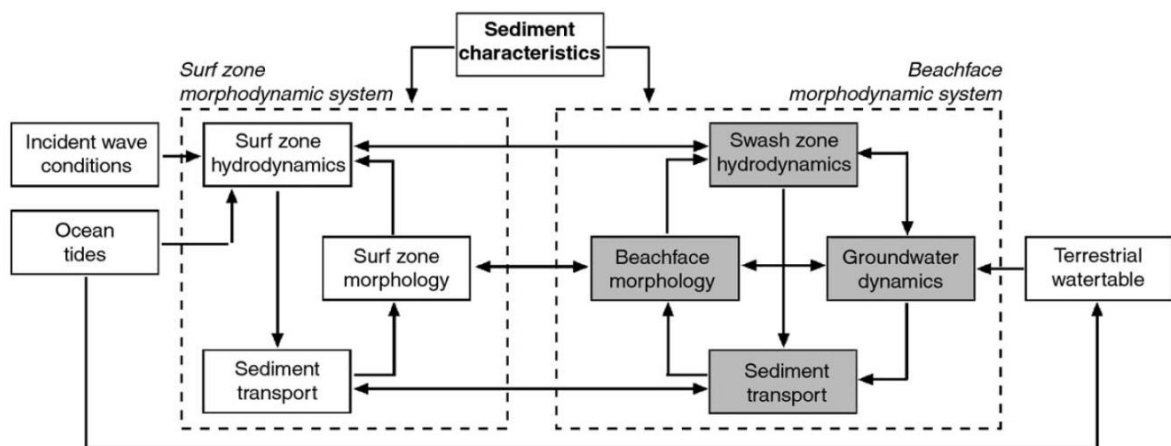 Sediment
characteristics
Surf zone
morphodynamic system
Beachface
morphodynamic system
Incident wave
conditions
Surf zone
hydrodynamics
Swash zone
hydrodynamics
Ocean
tides
Surf zone
morphology
Beachface
morphology
Groundwater
dynamics
Terrestrial
watertable
Sediment
transport
Sediment
transport